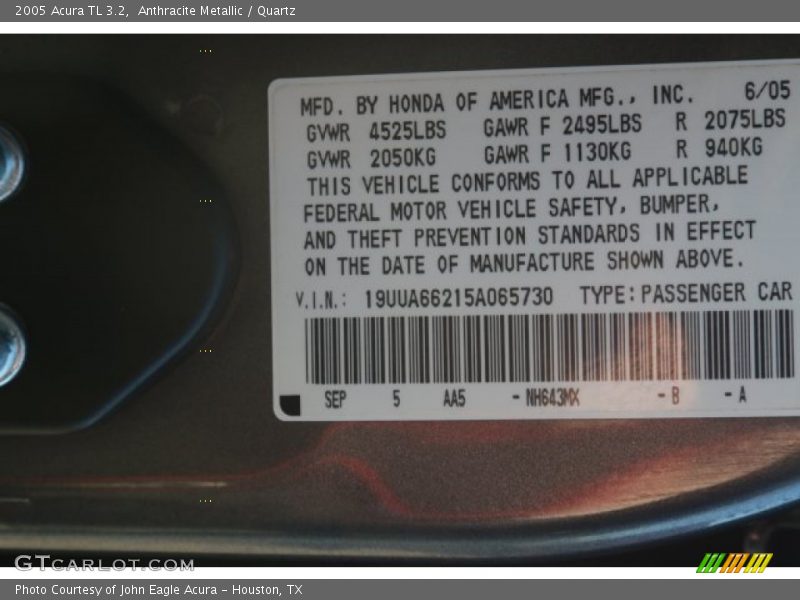 2005 Acura TL 3.2, Anthracite Metallic / Quartz
MFD. BY HONDA OF AMERICA MFG., INC. 6/05
GVWR 4525LBS GAWR F 2495LBS R 2075LBS
GVWR 2050KG GAWR F 1130KG R 940KG
THIS VEHICLE CONFORMS TO ALL APPLICABLE
FEDERAL MOTOR VEHICLE SAFETY, BUMPER,
AND THEFT PREVENTION STANDARDS IN EFFECT
ON THE DATE OF MANUFACTURE SHOWN ABOVE.
V.I.N.: 19UUA66215A065730 TYPE: PASSENGER CAR
SEP 5 AA5 - NH643MX - B - A
GTCARLOT.COM
Photo Courtesy of John Eagle Acura - Houston, TX